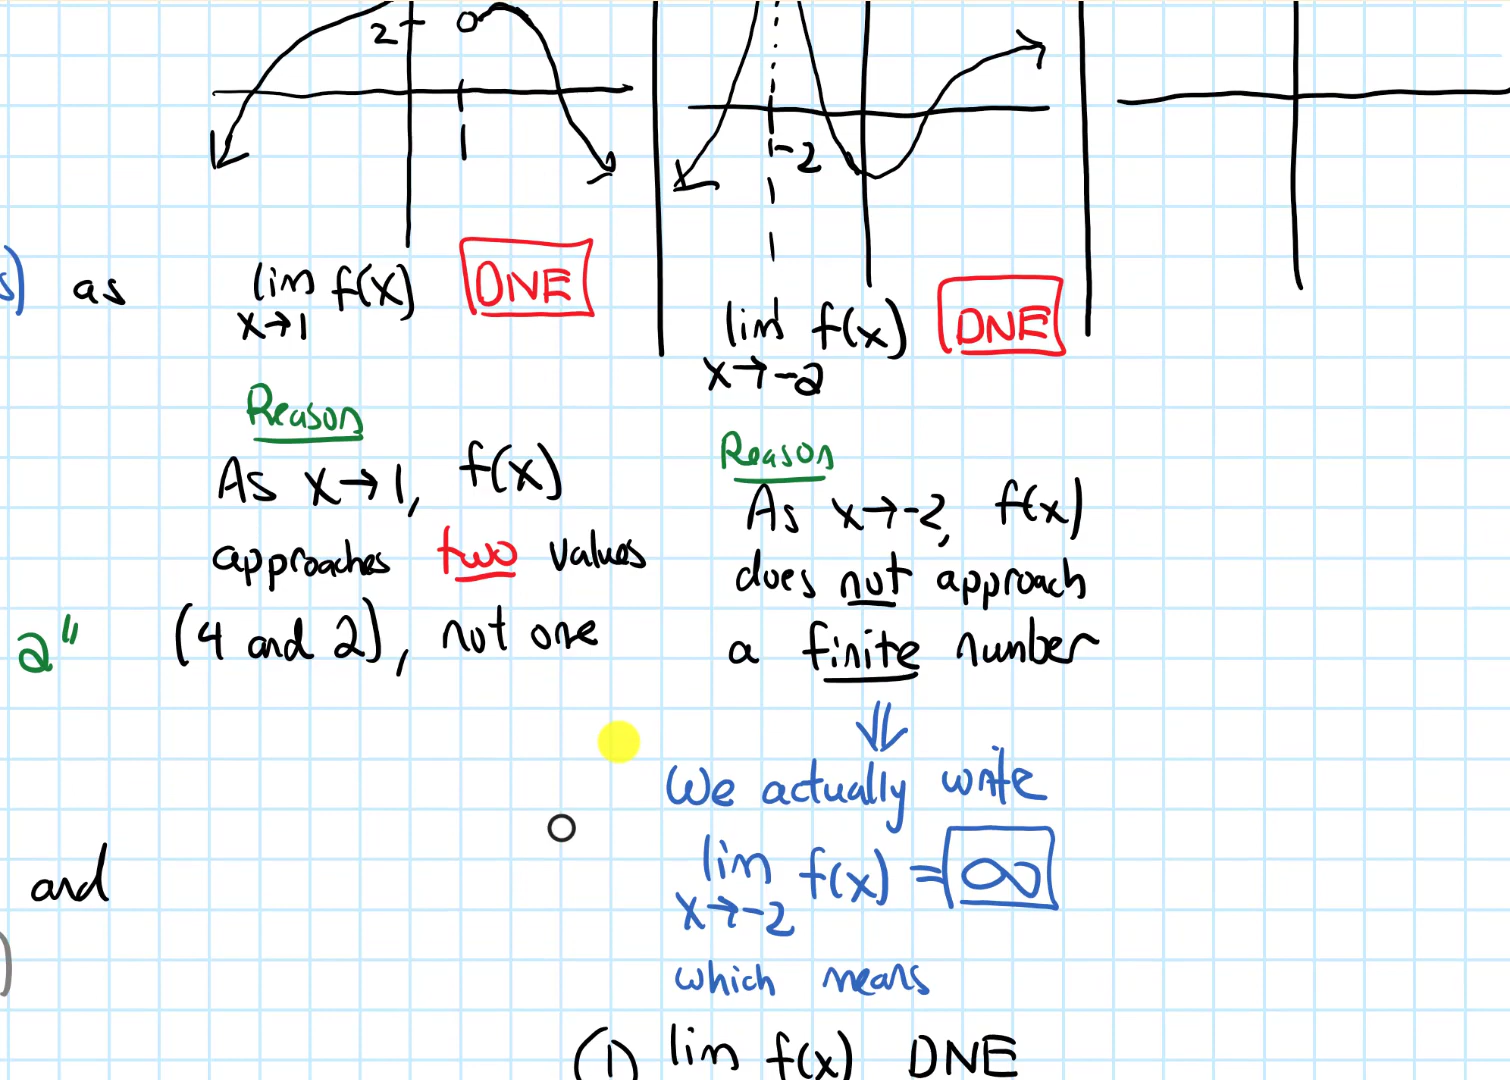 2
1
-2
s) as
lim f(x) DNE
x→1
Reason
As x→1, f(x)
approaches two values
(4 and 2), not one
a"
and
)
lim f(x) DNE
x→-2
Reason
As x→-2, f(x)
does not approach
a finite number
⇓
We actually write
lim f(x) = ∞
x→-2
which means
(1) lim f(x) DNE